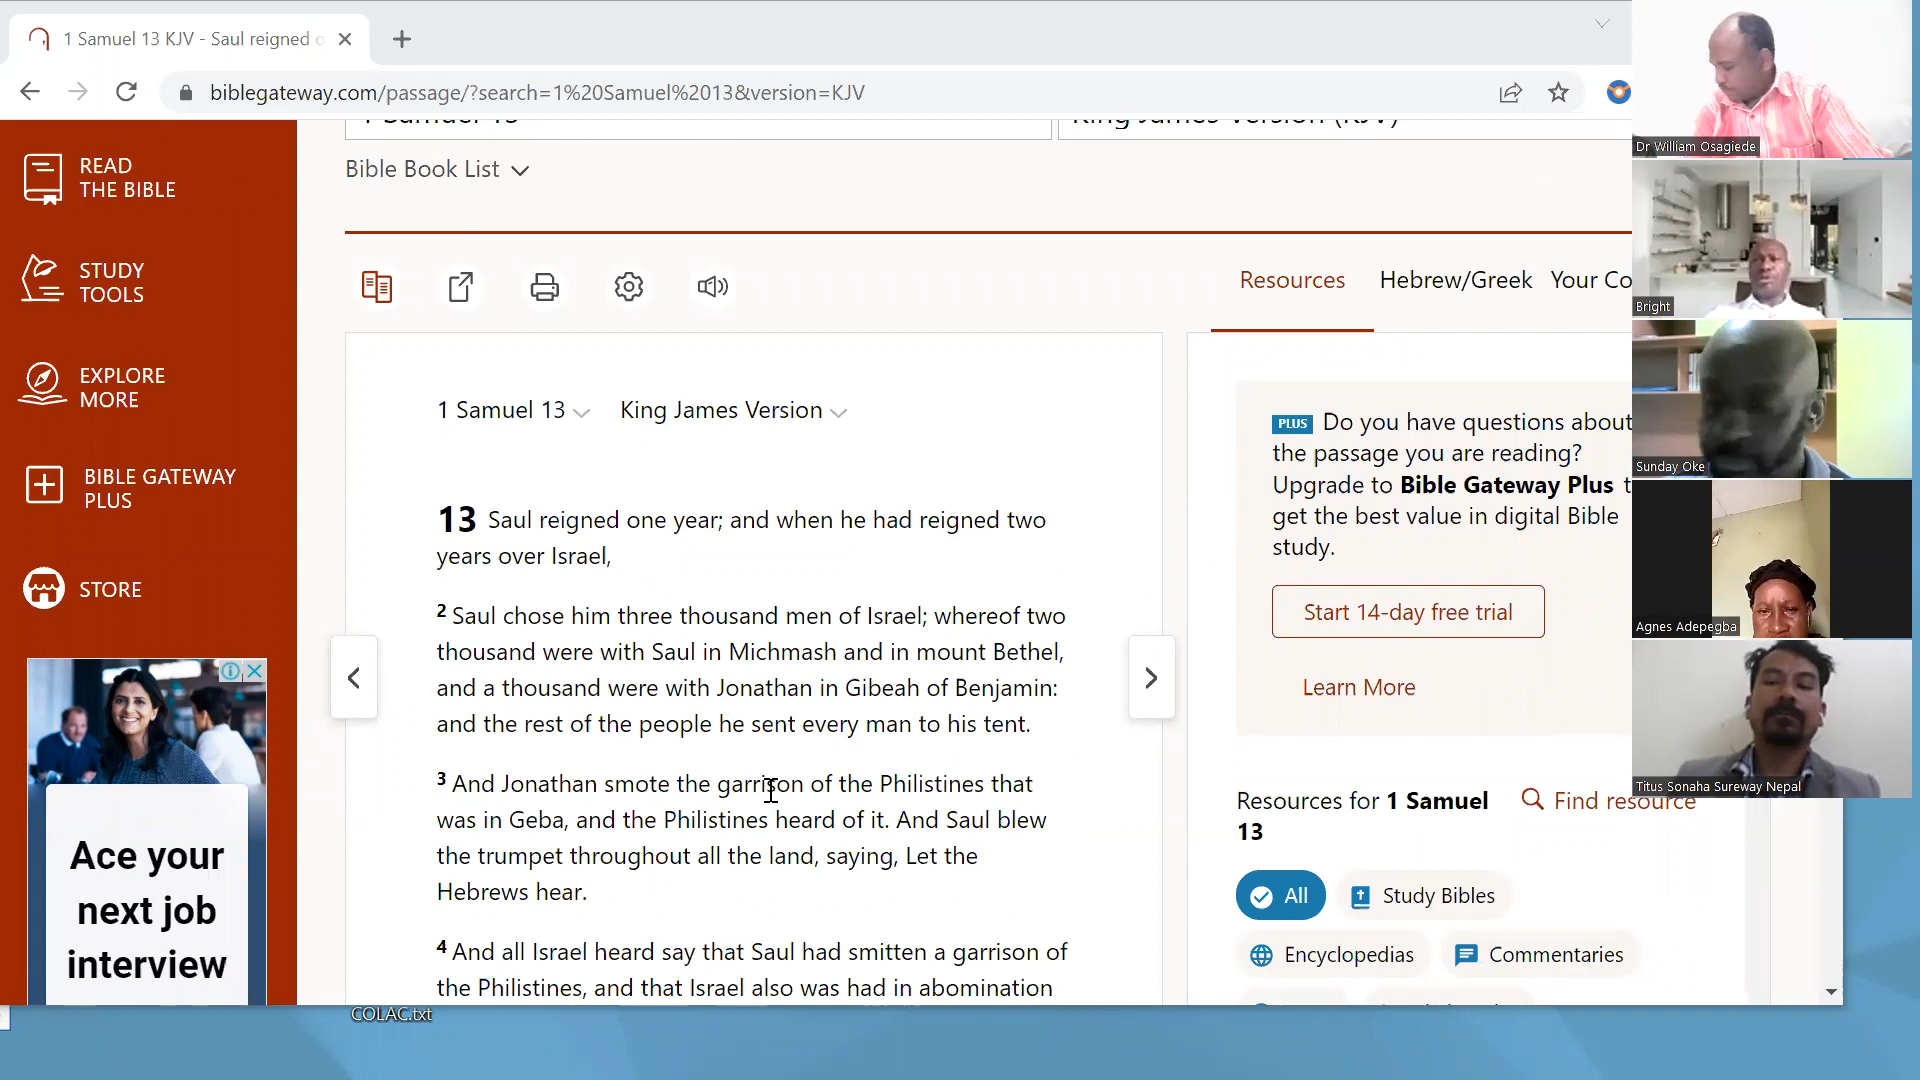 1 Samuel 13 KJV - Saul reigned o
biblegateway.com/passage/?search=1%20Samuel%2013&version=KJV
1 Samuel 13
King James Version (KJV)
Bible Book List
READ
THE BIBLE
STUDY
TOOLS
EXPLORE
MORE
BIBLE GATEWAY
PLUS
STORE
Ace your
next job
interview
Resources
Hebrew/Greek
Your Co
1 Samuel 13
King James Version
13 Saul reigned one year; and when he had reigned two
years over Israel,
2 Saul chose him three thousand men of Israel; whereof two
thousand were with Saul in Michmash and in mount Bethel,
and a thousand were with Jonathan in Gibeah of Benjamin:
and the rest of the people he sent every man to his tent.
3 And Jonathan smote the garrison of the Philistines that
was in Geba, and the Philistines heard of it. And Saul blew
the trumpet throughout all the land, saying, Let the
Hebrews hear.
4 And all Israel heard say that Saul had smitten a garrison of
the Philistines, and that Israel also was had in abomination
PLUS Do you have questions about
the passage you are reading?
Upgrade to Bible Gateway Plus t
get the best value in digital Bible
study.
Start 14-day free trial
Learn More
Resources for 1 Samuel
13
Find resource
All
Study Bibles
Encyclopedias
Commentaries
Dr William Osagiede
Bright
Sunday Oke
Agnes Adepegba
Titus Sonaha Sureway Nepal
COLAC.txt